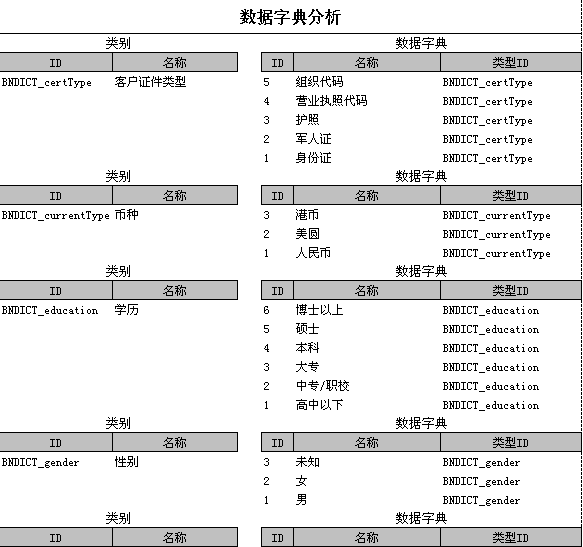 数据字典分析
类别 数据字典
ID 名称 ID 名称 类型ID
BNDICT_certType 客户证件类型 5 组织代码 BNDICT_certType
4 营业执照代码 BNDICT_certType
3 护照 BNDICT_certType
2 军人证 BNDICT_certType
1 身份证 BNDICT_certType
类别 数据字典
ID 名称 ID 名称 类型ID
BNDICT_currentType 币种 3 港币 BNDICT_currentType
2 美圆 BNDICT_currentType
1 人民币 BNDICT_currentType
类别 数据字典
ID 名称 ID 名称 类型ID
BNDICT_education 学历 6 博士以上 BNDICT_education
5 硕士 BNDICT_education
4 本科 BNDICT_education
3 大专 BNDICT_education
2 中专/职校 BNDICT_education
1 高中以下 BNDICT_education
类别 数据字典
ID 名称 ID 名称 类型ID
BNDICT_gender 性别 3 未知 BNDICT_gender
2 女 BNDICT_gender
1 男 BNDICT_gender
类别 数据字典
ID 名称 ID 名称 类型ID